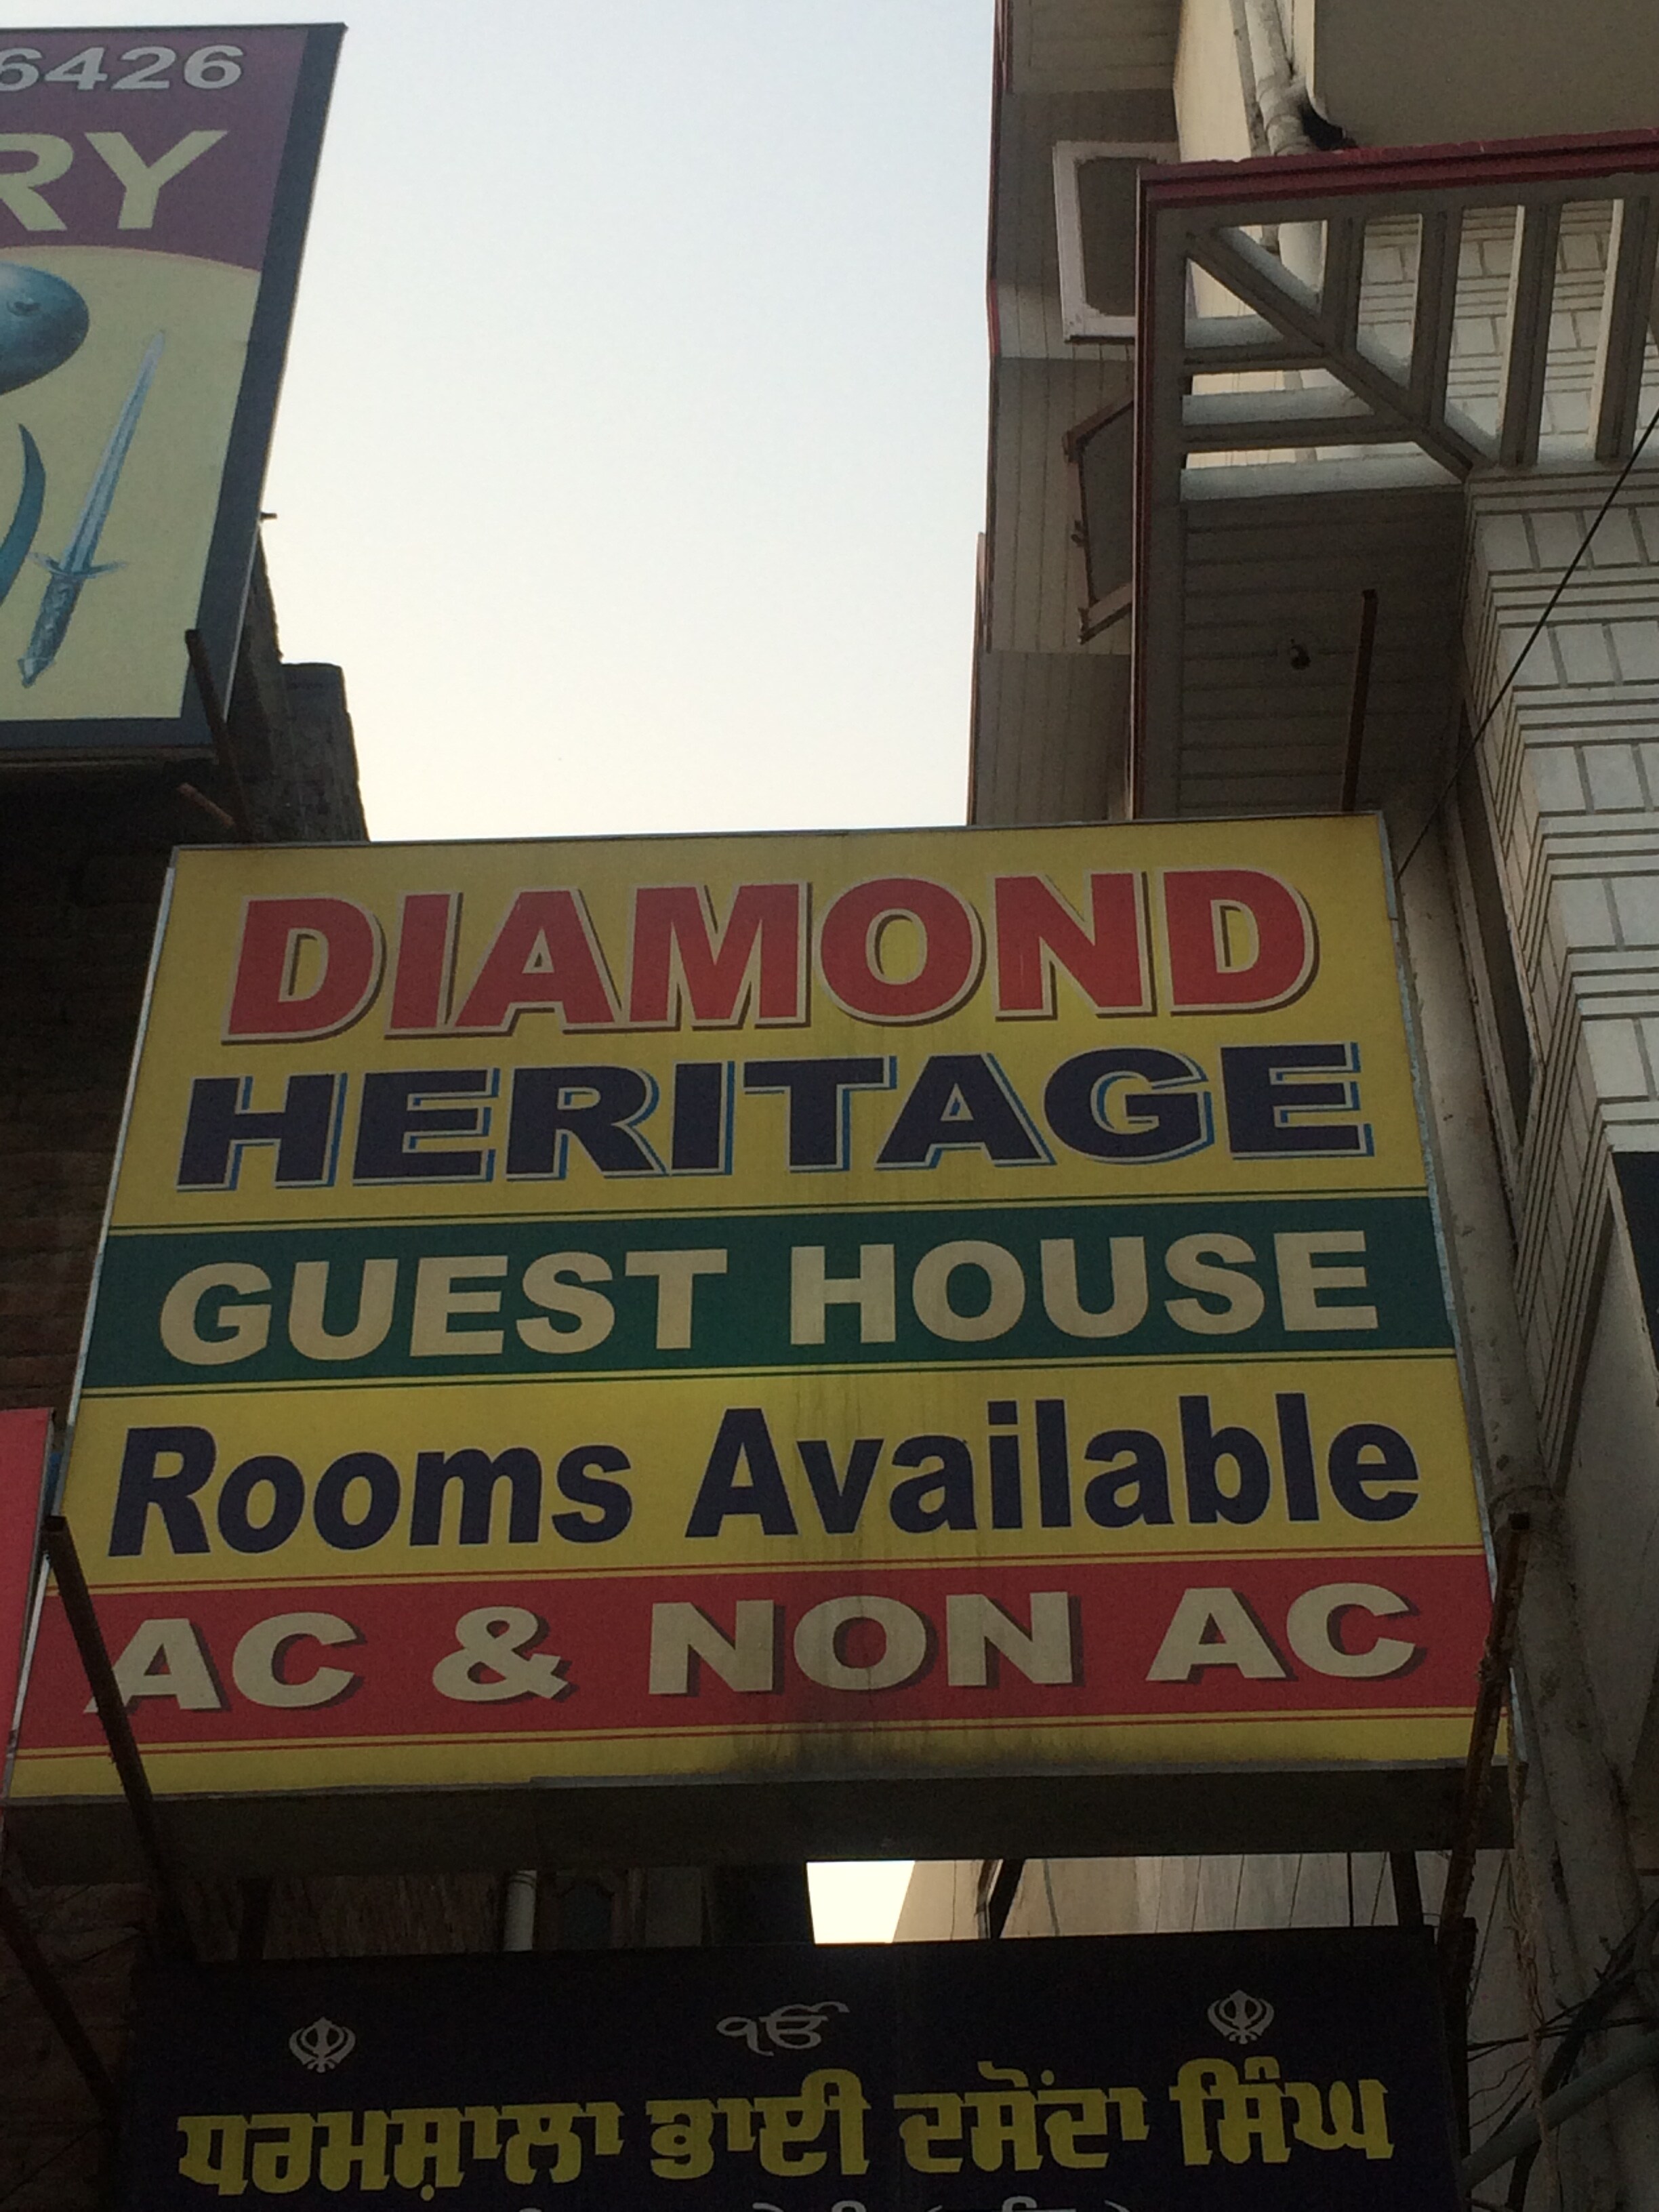 6426
RY
DIAMOND
HERITAGE
GUEST HOUSE
Rooms Available
AC & NON AC
ੴ
ਧਰਮਸ਼ਾਲਾ ਭਾਈ ਦਸੋਂਦਾ ਸਿੰਘ